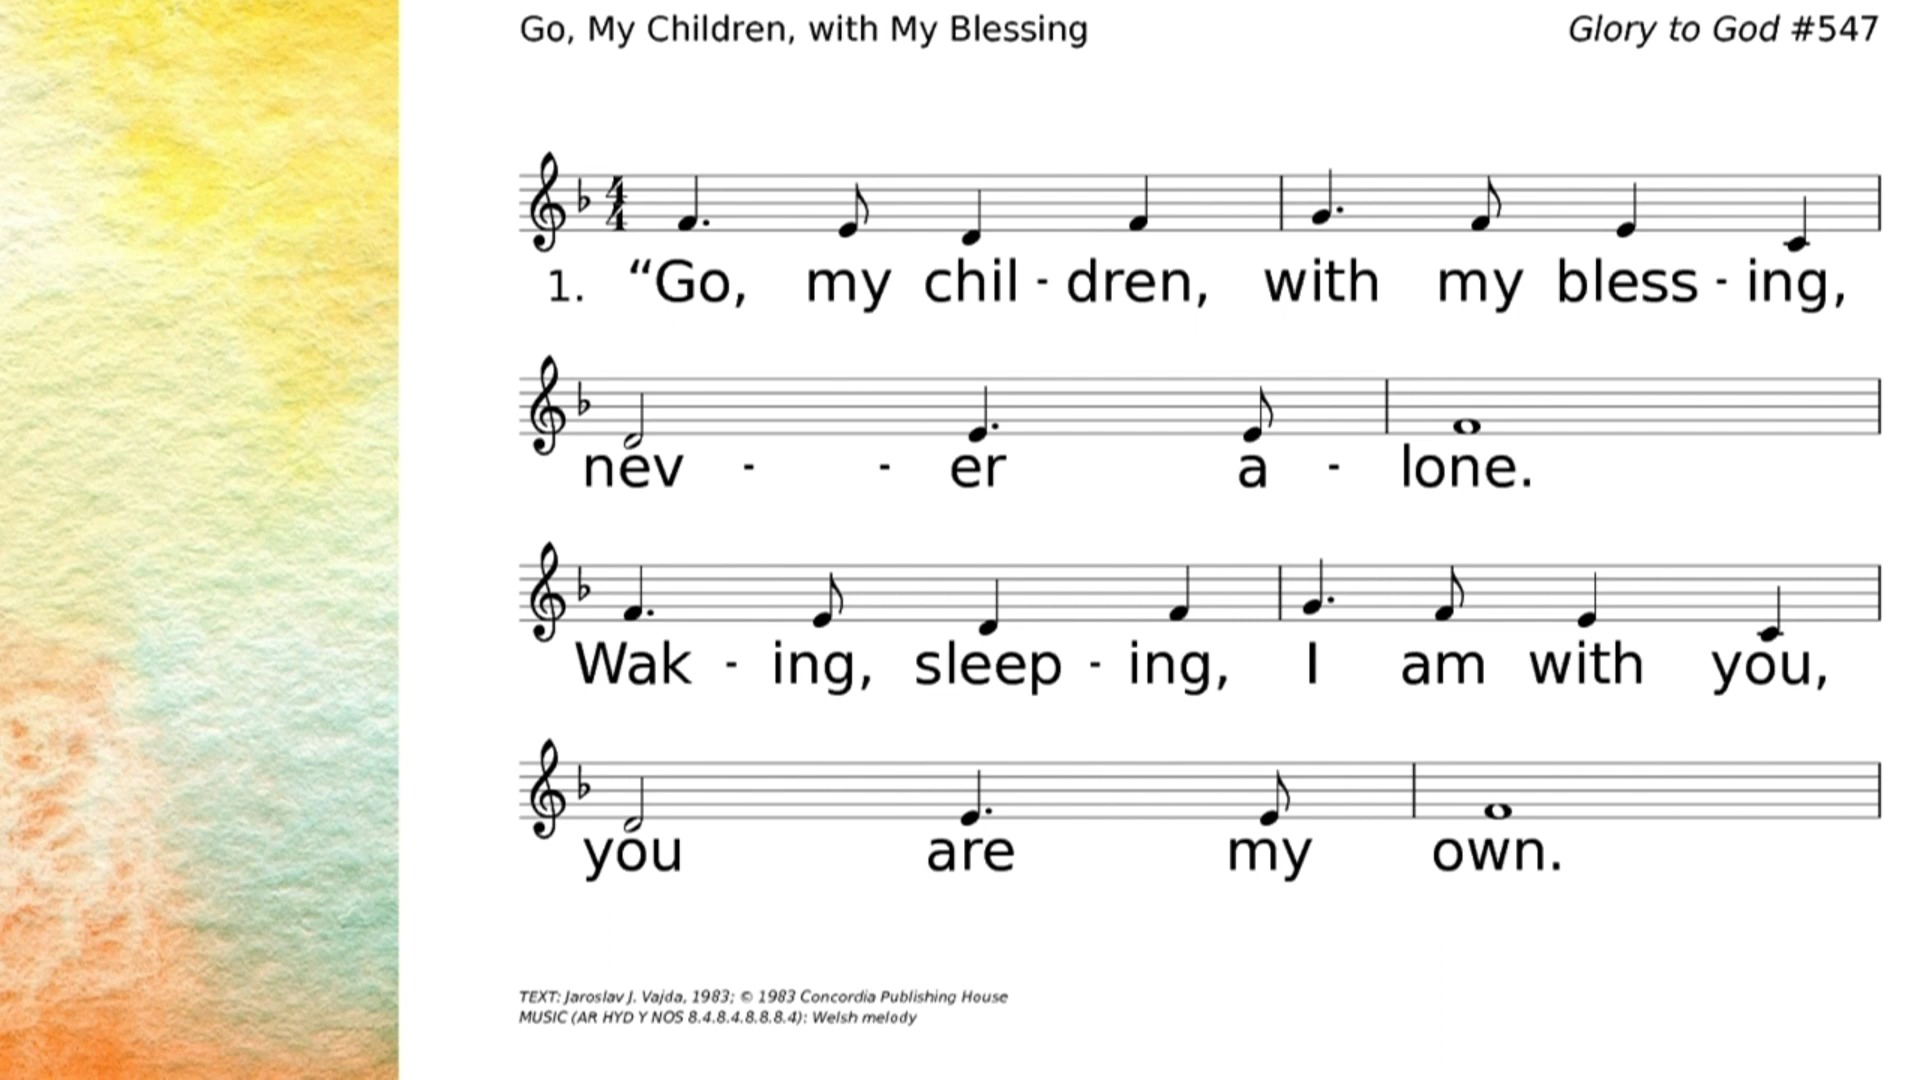 Go, My Children, with My Blessing
Glory to God #547
1. “Go, my chil - dren, with my bless - ing,
nev - - er a - lone.
Wak - ing, sleep - ing, I am with you,
you are my own.
TEXT: Jaroslav J. Vajda, 1983; © 1983 Concordia Publishing House
MUSIC (AR HYD Y NOS 8.4.8.4.8.8.8.4): Welsh melody